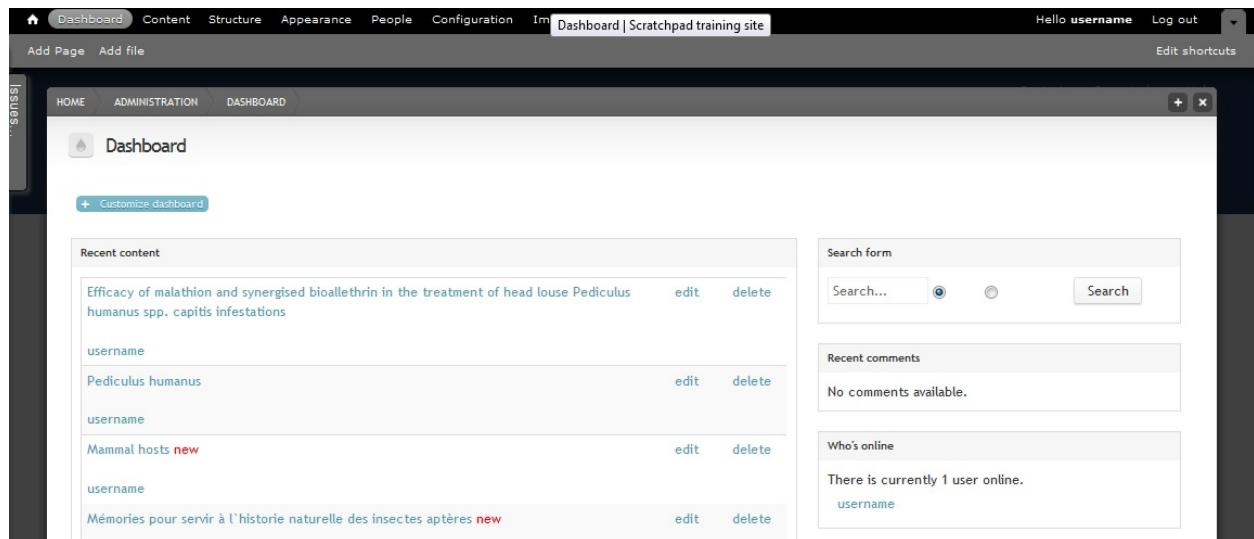 Dashboard Content Structure Appearance People Configuration Im
Dashboard | Scratchpad training site
Hello username Log out
Add Page Add file
Edit shortcuts
Issues...
HOME ADMINISTRATION DASHBOARD
Dashboard
+ Customize dashboard
Recent content
Efficacy of malathion and synergised bioallethrin in the treatment of head louse Pediculus
humanus spp. capitis infestations
edit delete
username
Pediculus humanus edit delete
username
Mammal hosts new edit delete
username
Mémories pour servir à l`historie naturelle des insectes aptères new edit delete
Search form
Search... Search
Recent comments
No comments available.
Who's online
There is currently 1 user online.
username